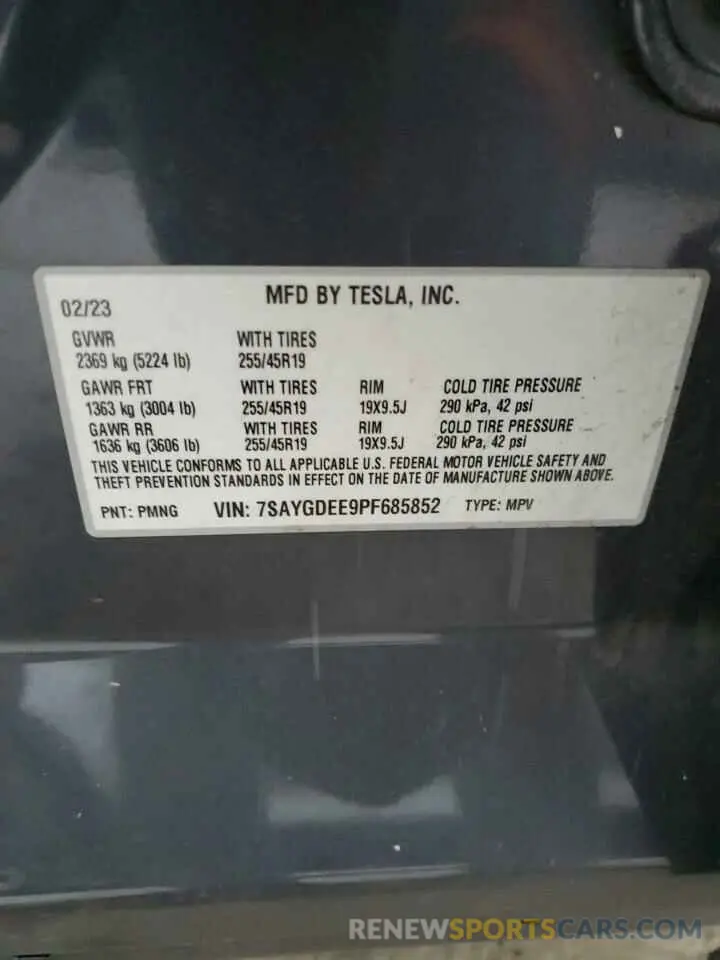 MFD BY TESLA, INC.
02/23
GVWR WITH TIRES
2369 kg (5224 lb) 255/45R19
GAWR FRT WITH TIRES RIM COLD TIRE PRESSURE
1363 kg (3004 lb) 255/45R19 19X9.5J 290 kPa, 42 psi
GAWR RR WITH TIRES RIM COLD TIRE PRESSURE
1636 kg (3606 lb) 255/45R19 19X9.5J 290 kPa, 42 psi
THIS VEHICLE CONFORMS TO ALL APPLICABLE U.S. FEDERAL MOTOR VEHICLE SAFETY AND
THEFT PREVENTION STANDARDS IN EFFECT ON THE DATE OF MANUFACTURE SHOWN ABOVE.
PNT: PMNG VIN: 7SAYGDEE9PF685852 TYPE: MPV
RENEWSPORTSCARS.COM